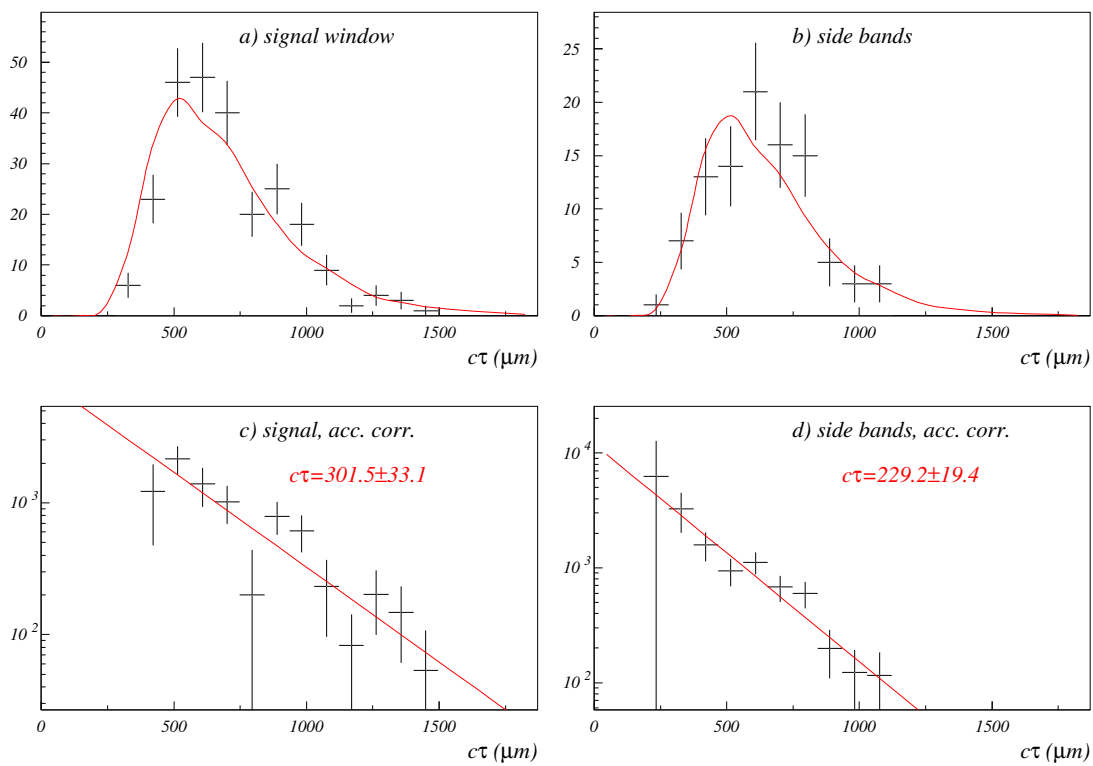 a) signal window
50
40
30
20
10
0
0 500 1000 1500
cτ (μm)
b) side bands
25
20
15
10
5
0
0 500 1000 1500
cτ (μm)
c) signal, acc. corr.
cτ=301.5±33.1
10³
10²
0 500 1000 1500
cτ (μm)
d) side bands, acc. corr.
cτ=229.2±19.4
10⁴
10³
10²
0 500 1000 1500
cτ (μm)